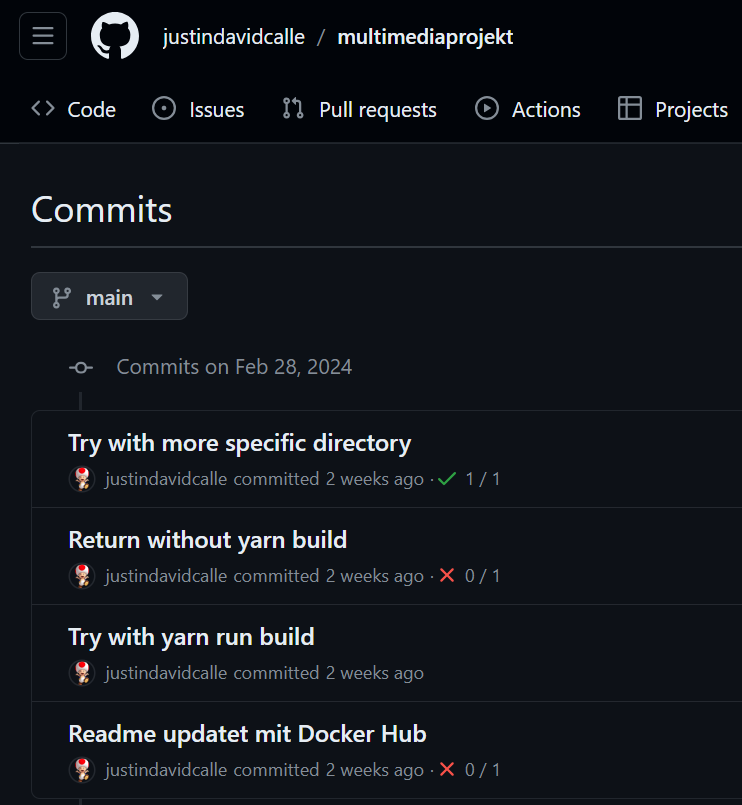 justindavidcalle / multimediaprojekt
Code Issues Pull requests Actions Projects
Commits
main
Commits on Feb 28, 2024
Try with more specific directory
justindavidcalle committed 2 weeks ago · 1 / 1
Return without yarn build
justindavidcalle committed 2 weeks ago · 0 / 1
Try with yarn run build
justindavidcalle committed 2 weeks ago
Readme updatet mit Docker Hub
justindavidcalle committed 2 weeks ago · 0 / 1